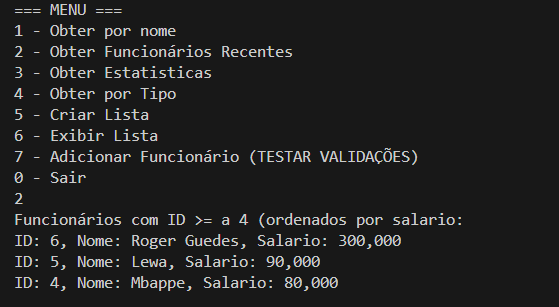 === MENU ===
1 - Obter por nome
2 - Obter Funcionários Recentes
3 - Obter Estatisticas
4 - Obter por Tipo
5 - Criar Lista
6 - Exibir Lista
7 - Adicionar Funcionário (TESTAR VALIDAÇÕES)
0 - Sair
2
Funcionários com ID >= a 4 (ordenados por salario:
ID: 6, Nome: Roger Guedes, Salario: 300,000
ID: 5, Nome: Lewa, Salario: 90,000
ID: 4, Nome: Mbappe, Salario: 80,000